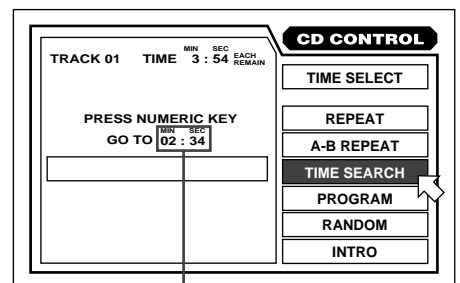 CD CONTROL
MIN SEC
TRACK 01 TIME 3 : 54 EACH REMAIN
TIME SELECT
PRESS NUMERIC KEY
MIN SEC
GO TO 02 : 34
REPEAT
A-B REPEAT
TIME SEARCH
PROGRAM
RANDOM
INTRO